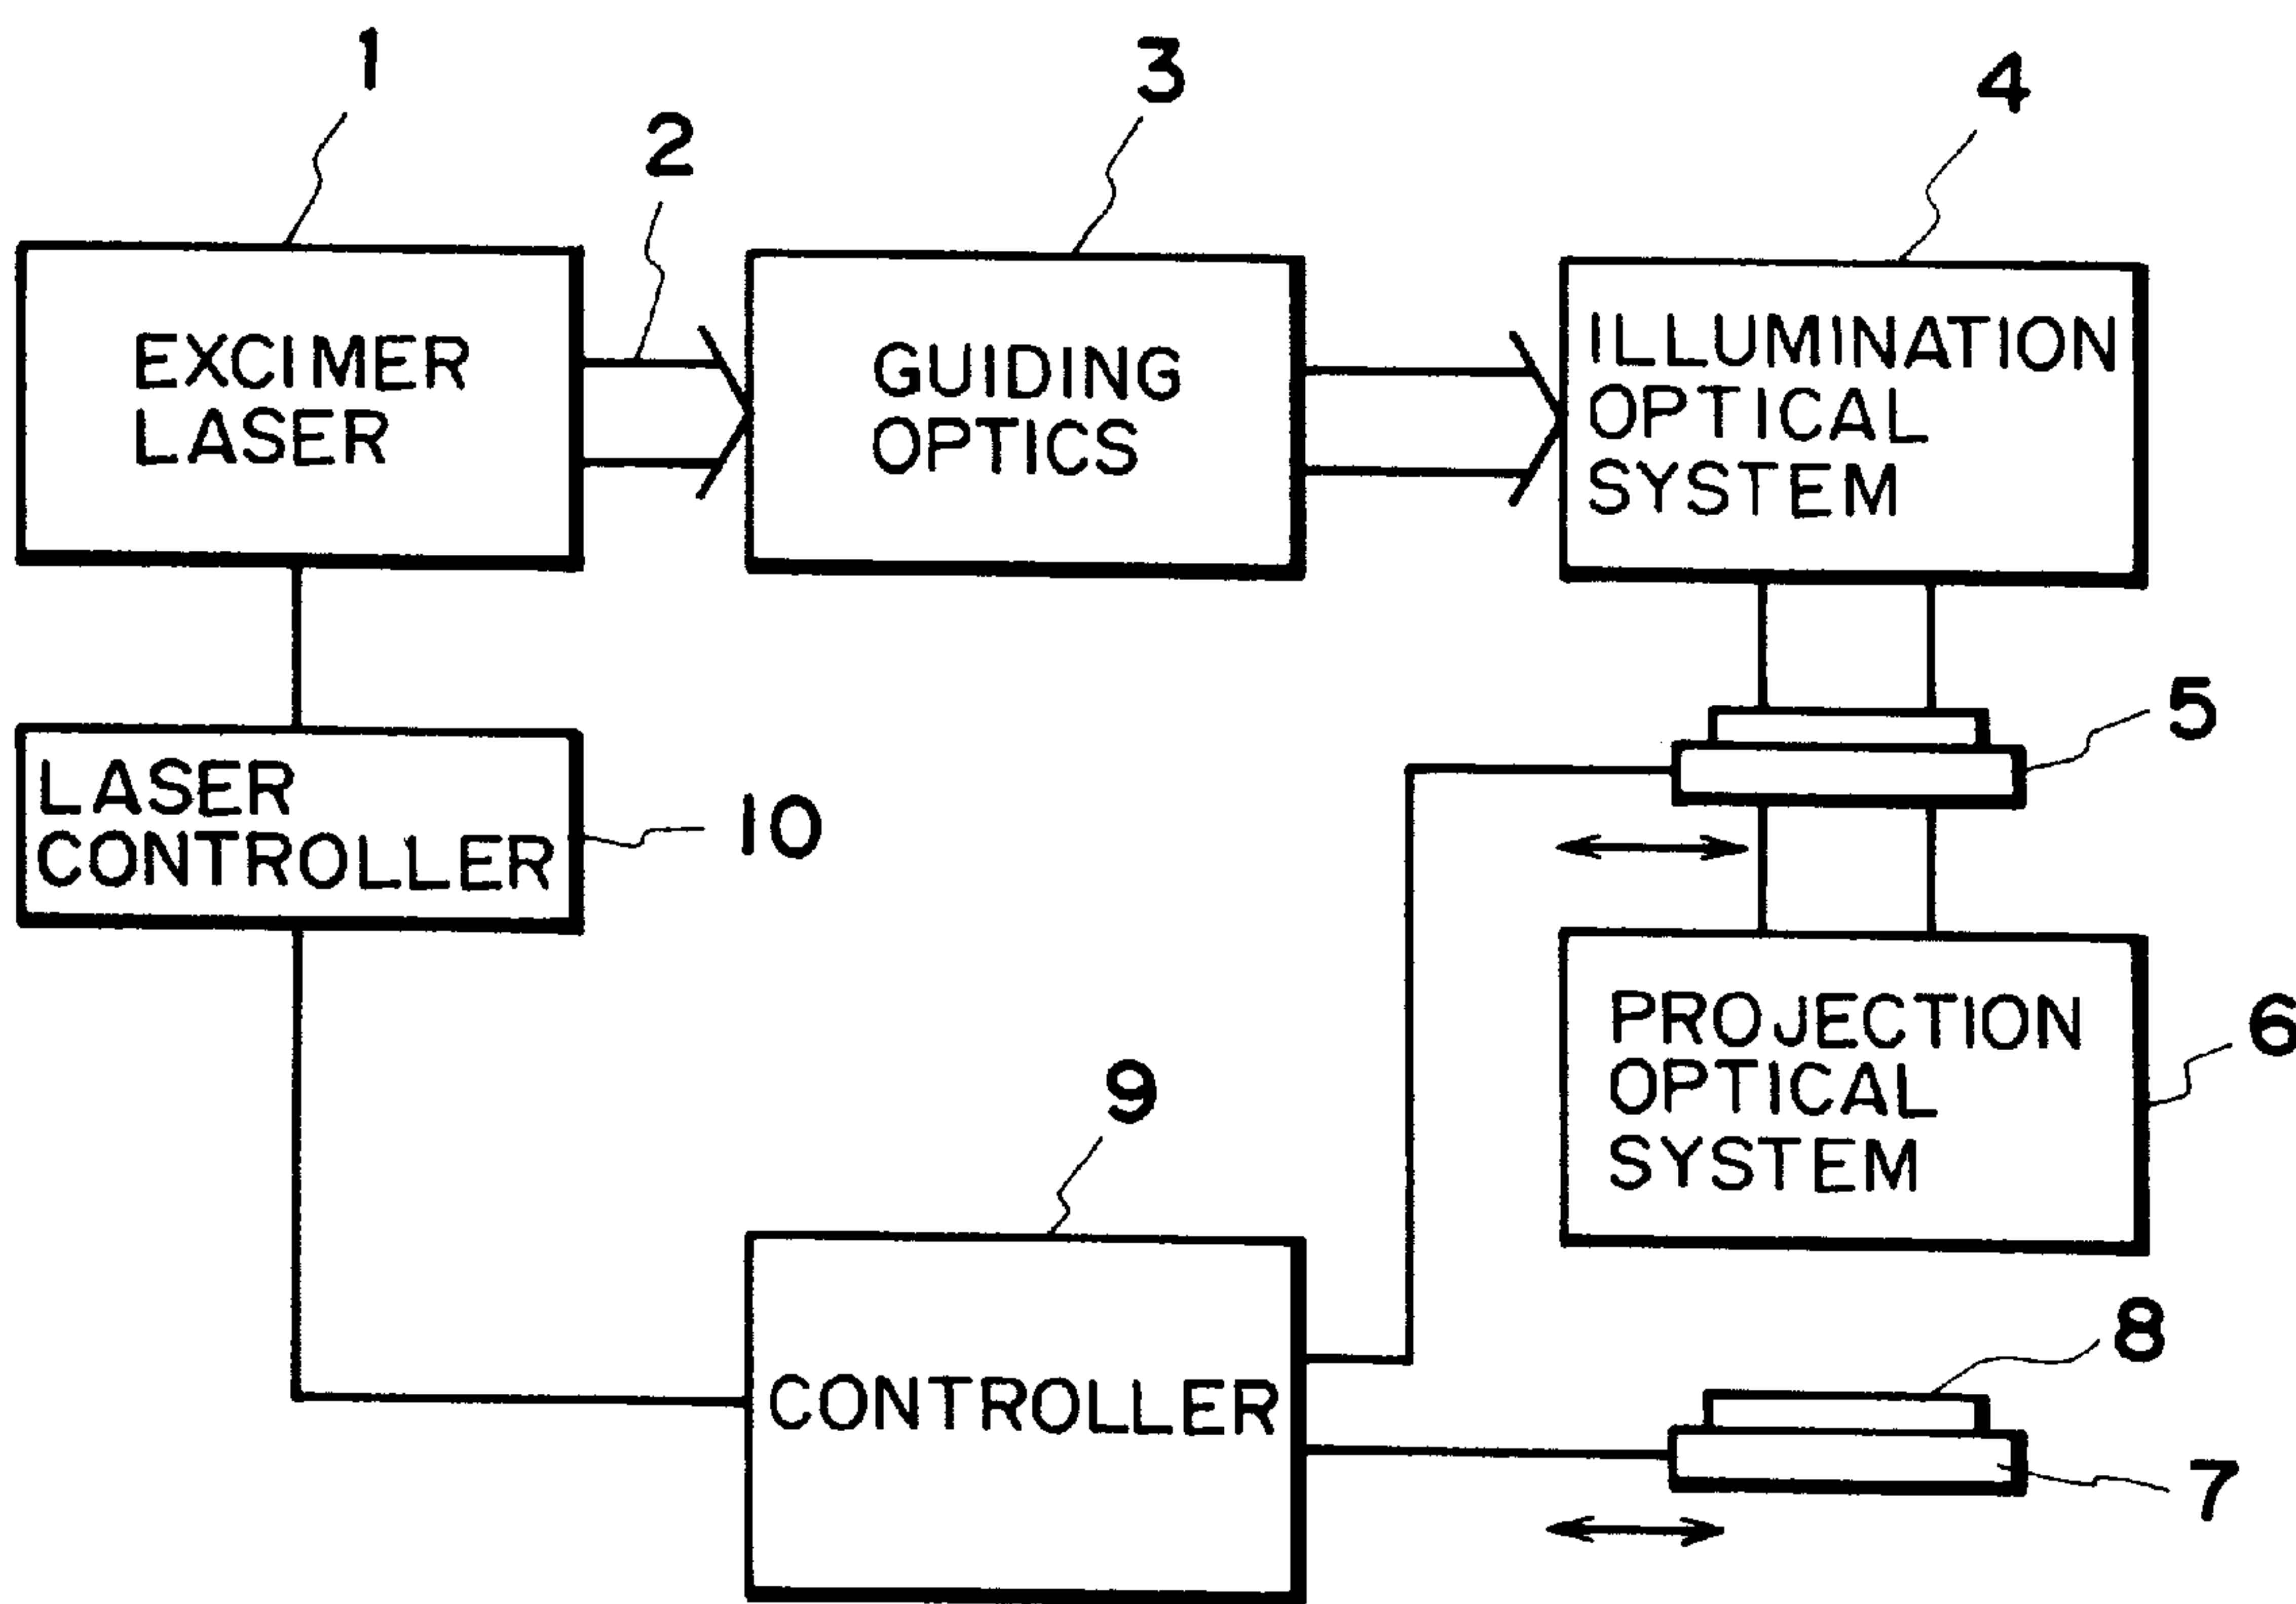 1
2
3
4
EXCIMER
LASER
GUIDING
OPTICS
ILLUMINATION
OPTICAL
SYSTEM
5
LASER
CONTROLLER
10
PROJECTION
OPTICAL
SYSTEM
6
9
CONTROLLER
8
7